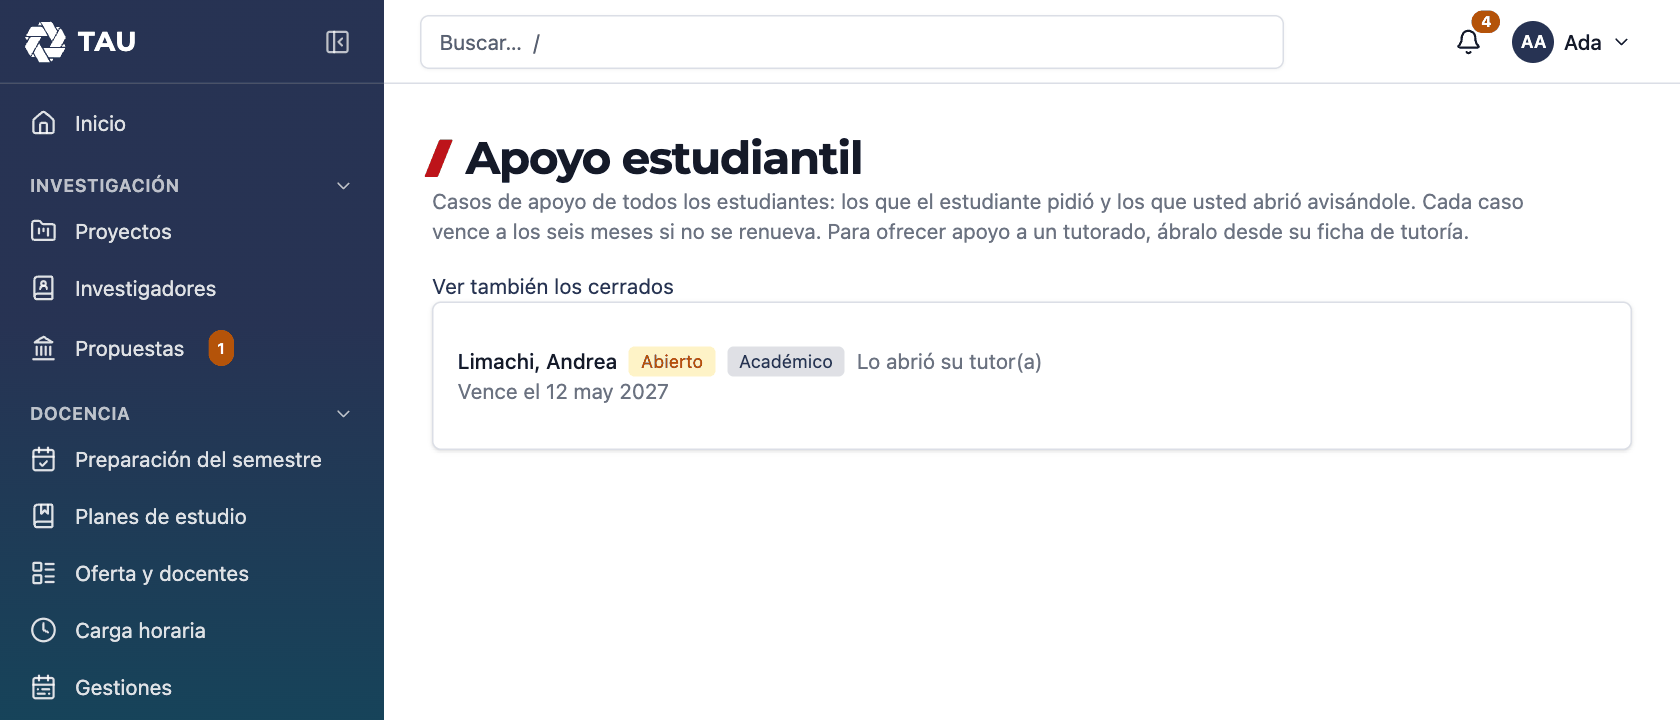 TAU
Buscar... /
4
AA
Ada
Inicio
INVESTIGACIÓN
Proyectos
Investigadores
Propuestas 1
DOCENCIA
Preparación del semestre
Planes de estudio
Oferta y docentes
Carga horaria
Gestiones
Apoyo estudiantil
Casos de apoyo de todos los estudiantes: los que el estudiante pidió y los que usted abrió avisándole. Cada caso
vence a los seis meses si no se renueva. Para ofrecer apoyo a un tutorado, ábralo desde su ficha de tutoría.
Ver también los cerrados
Limachi, Andrea Abierto Académico Lo abrió su tutor(a)
Vence el 12 may 2027